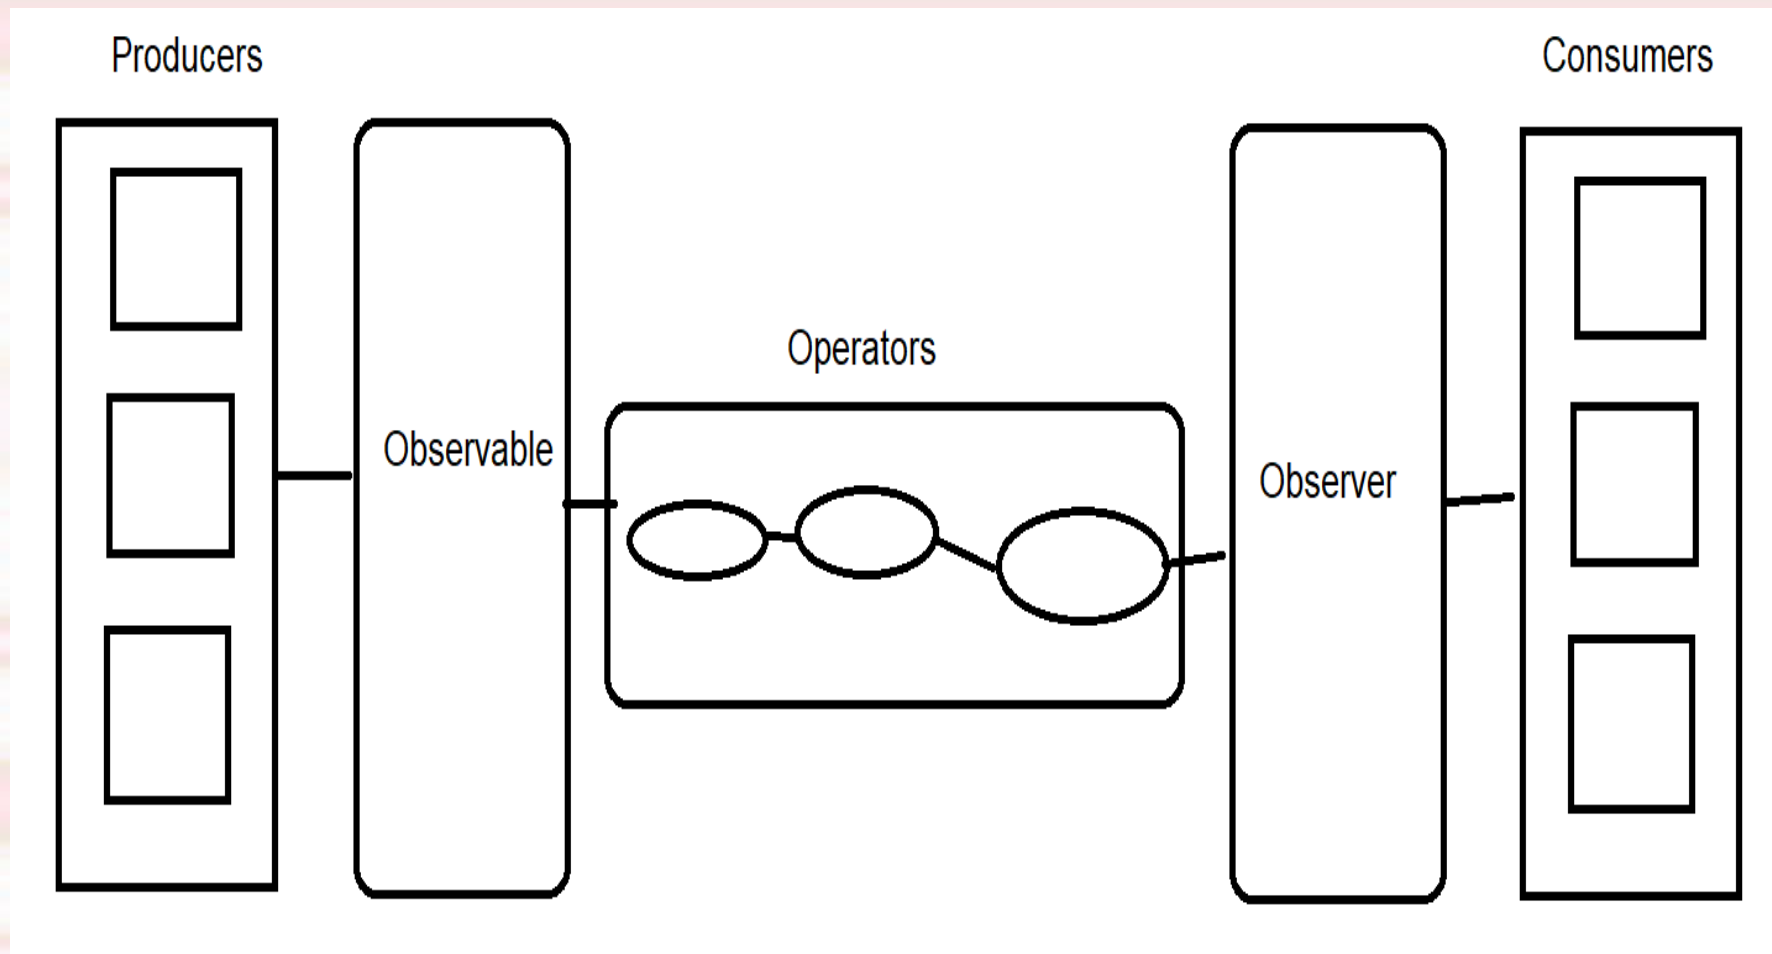 Producers
Consumers
Operators
Observable
Observer